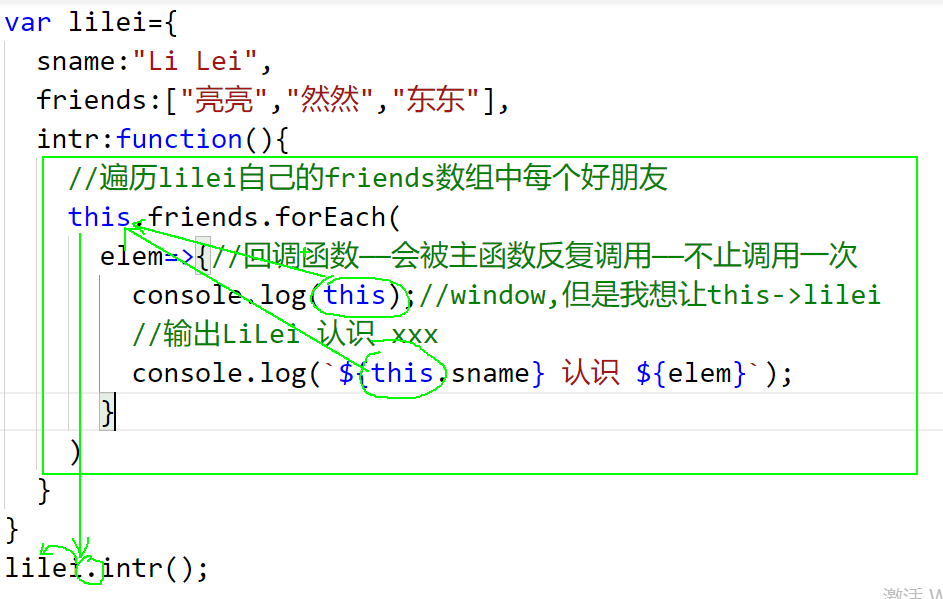 var lilei={
sname:"Li Lei",
friends:["亮亮","然然","东东"],
intr:function(){
//遍历lilei自己的friends数组中每个好朋友
this.friends.forEach(
elem=>{//回调函数——会被主函数反复调用——不止调用一次
console.log(this);//window,但是我想让this->lilei
//输出LiLei 认识 xxx
console.log(`${this.sname} 认识 ${elem}`);
}
)
}
}
lilei.intr();
激活 W